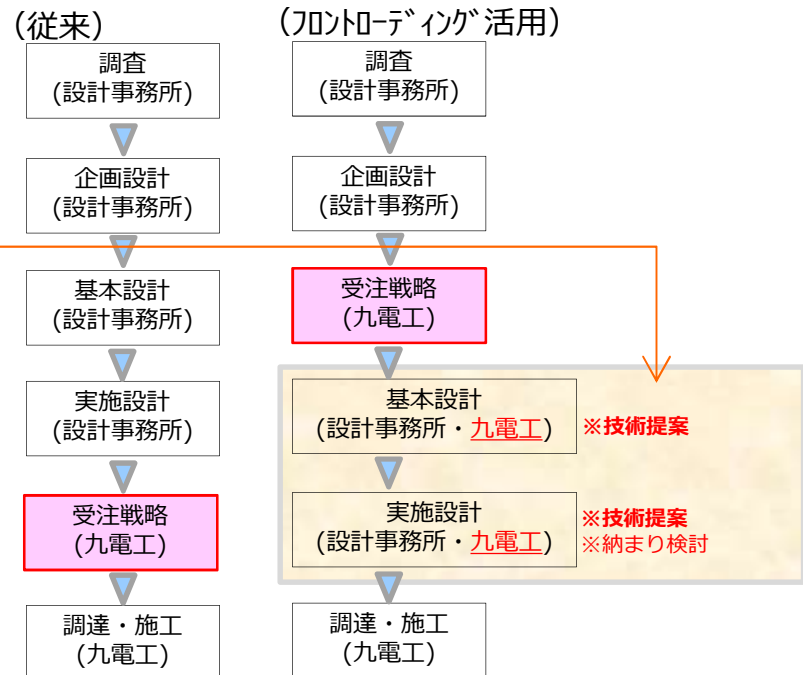 （従来）
調査
(設計事務所)
企画設計
(設計事務所)
基本設計
(設計事務所)
実施設計
(設計事務所)
受注戦略
(九電工)
調達・施工
(九電工)
（ﾌﾛﾝﾄﾛｰﾃﾞｨﾝｸﾞ活用）
調査
(設計事務所)
企画設計
(設計事務所)
受注戦略
(九電工)
基本設計
(設計事務所・九電工)
※技術提案
実施設計
(設計事務所・九電工)
※技術提案
※納まり検討
調達・施工
(九電工)